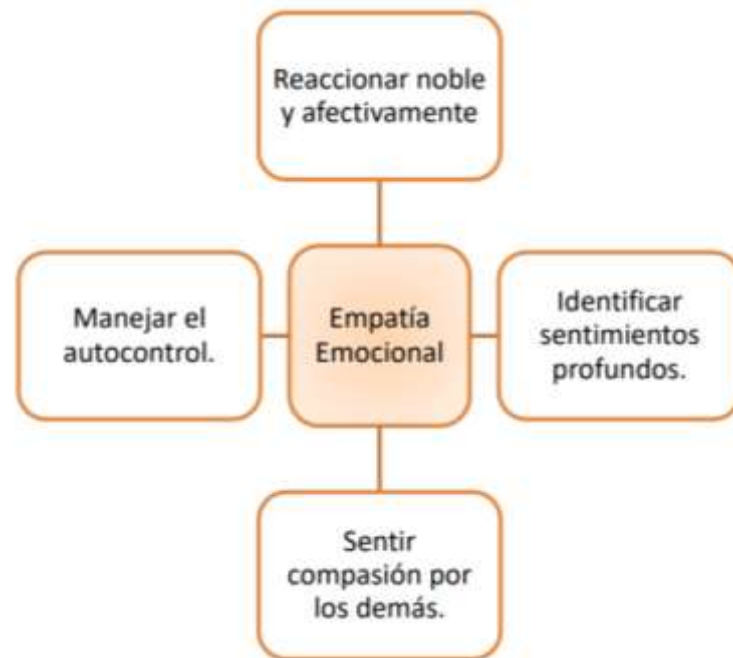 Reaccionar noble
y afectivamente
Manejar el
autocontrol.
Empatía
Emocional
Identificar
sentimientos
profundos.
Sentir
compasión por
los demás.